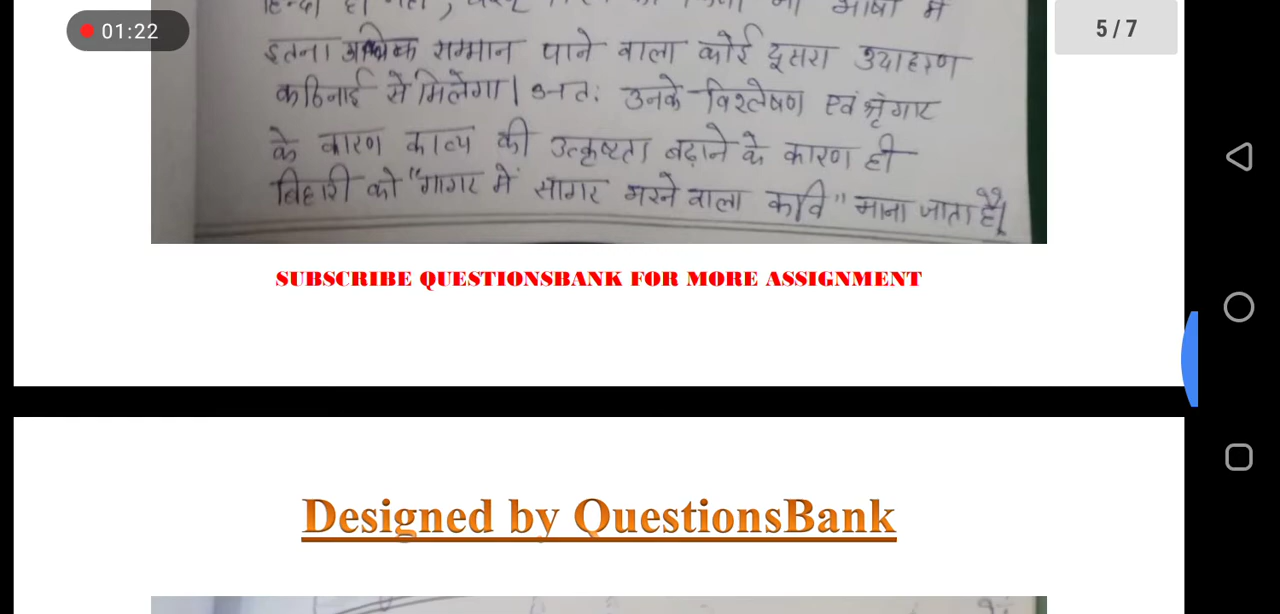 01:22
5 / 7
हिन्दी ही नहीं, भाषा में
इतना अधिक सम्मान पाने वाला कोई दूसरा उदाहरण
कठिनाई से मिलेगा। अतः उनके विश्लेषण एवं श्रृंगार
के कारण काव्य की उत्कृष्टता बढ़ाने के कारण ही
बिहारी को "गागर में सागर भरने वाला कवि" माना जाता है।
SUBSCRIBE QUESTIONSBANK FOR MORE ASSIGNMENT
Designed by QuestionsBank